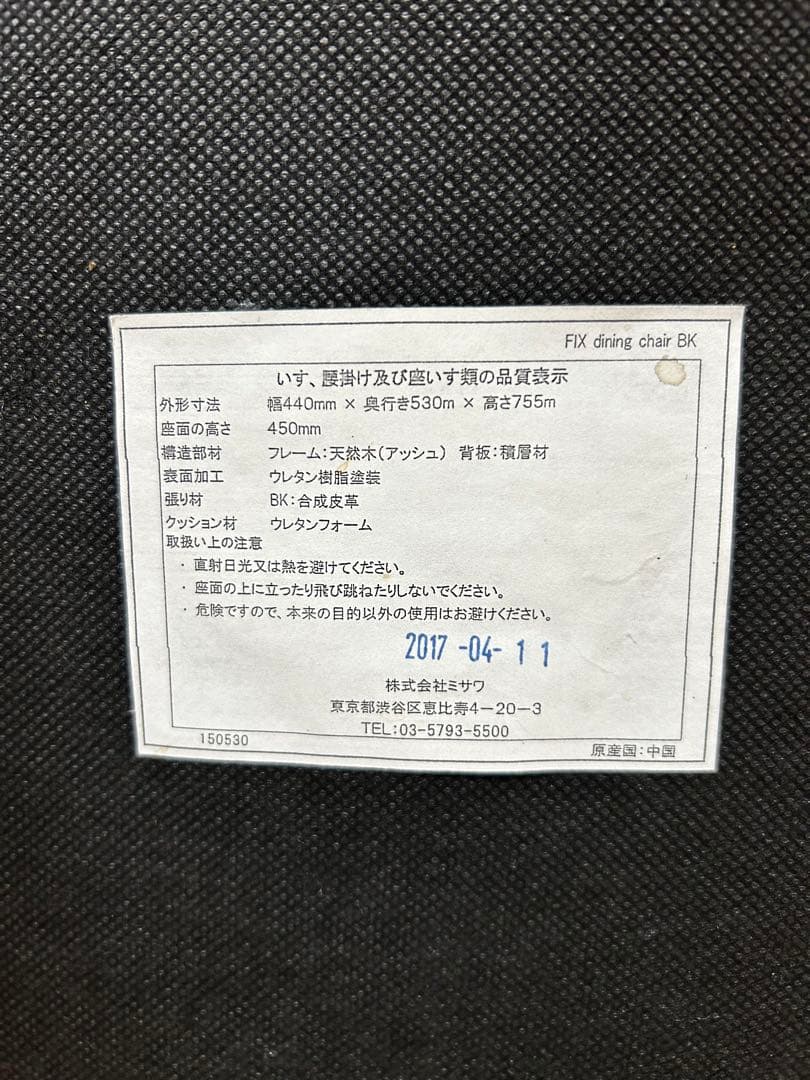 FIX dining chair BK
いす、腰掛け及び座いす類の品質表示
外形寸法 幅440mm × 奥行き530m × 高さ755m
座面の高さ 450mm
構造部材 フレーム:天然木(アッシュ) 背板:積層材
表面加工 ウレタン樹脂塗装
張り材 BK:合成皮革
クッション材 ウレタンフォーム
取扱い上の注意
・直射日光又は熱を避けてください。
・座面の上に立ったり飛び跳ねたりしないでください。
・危険ですので、本来の目的以外の使用はお避けください。
2017 -04- 1 1
株式会社ミサワ
東京都渋谷区恵比寿4-20-3
TEL:03-5793-5500
150530
原産国:中国